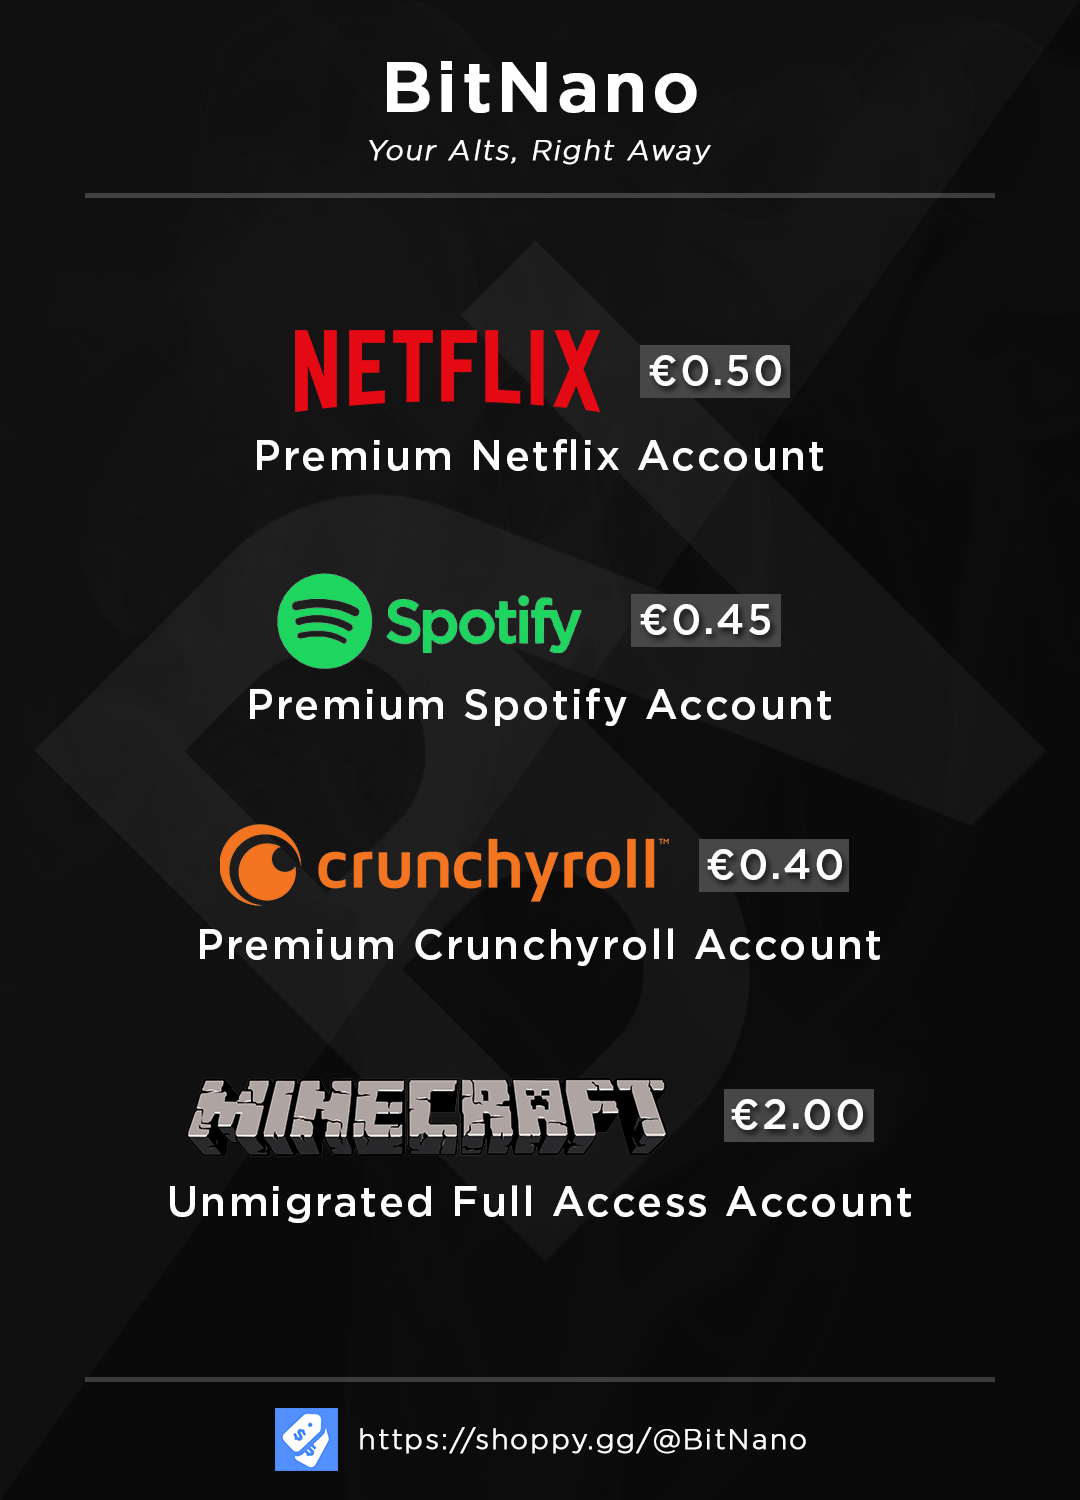 BitNano
Your Alts, Right Away
NETFLIX €0.50
Premium Netflix Account
Spotify €0.45
Premium Spotify Account
crunchyroll™ €0.40
Premium Crunchyroll Account
MINECRAFT €2.00
Unmigrated Full Access Account
https://shoppy.gg/@BitNano